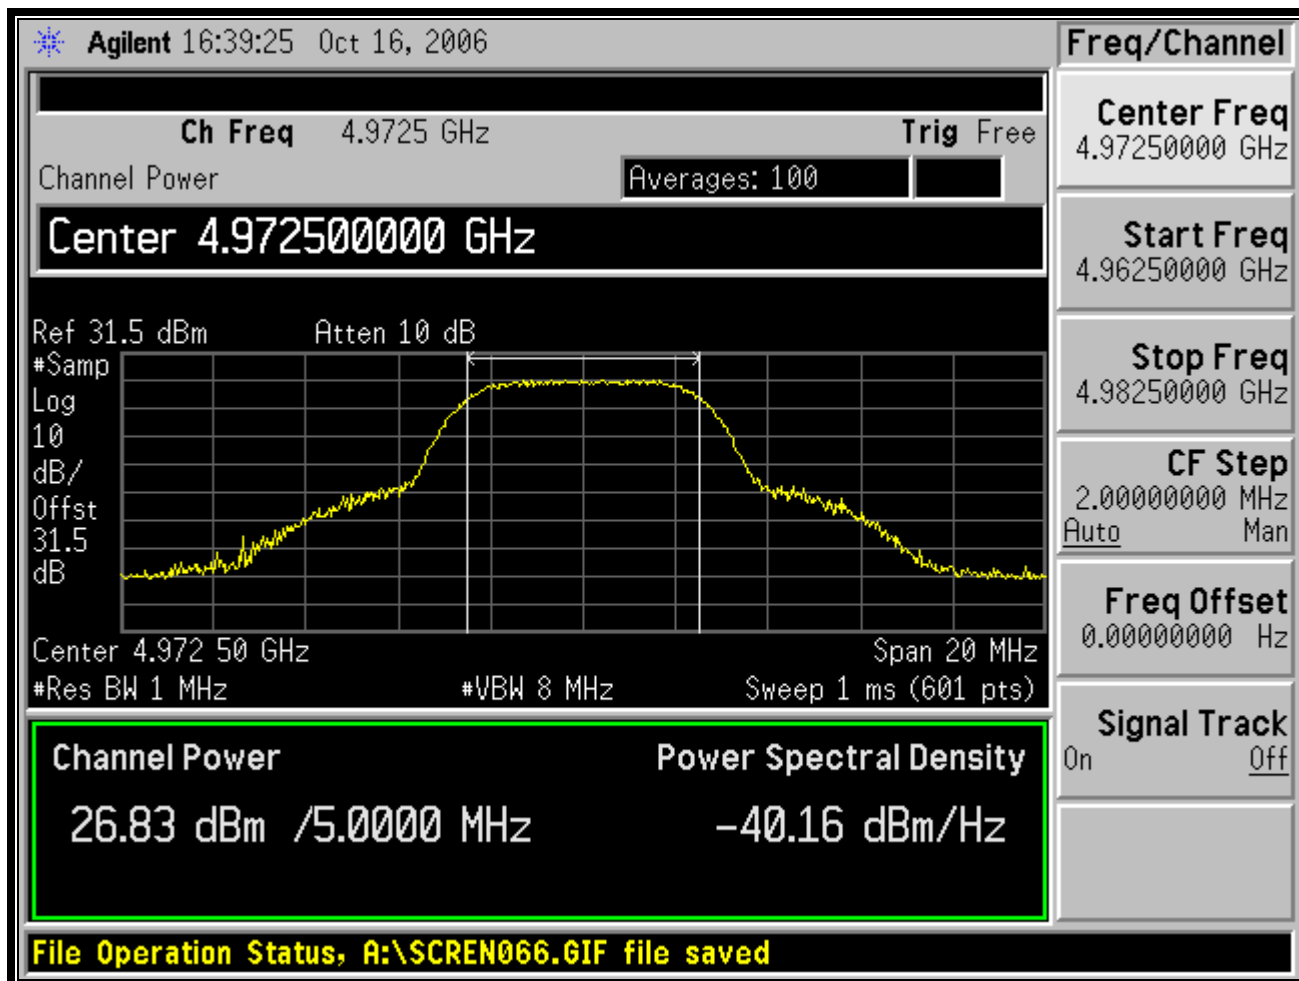 Agilent 16:39:25 Oct 16, 2006
Freq/Channel
Ch Freq 4.9725 GHz Trig Free
Channel Power Averages: 100
Center 4.972500000 GHz
Ref 31.5 dBm Atten 10 dB
#Samp
Log
10
dB/
Offst
31.5
dB
Center 4.972 50 GHz Span 20 MHz
#Res BW 1 MHz #VBW 8 MHz Sweep 1 ms (601 pts)
Channel Power Power Spectral Density
26.83 dBm /5.0000 MHz -40.16 dBm/Hz
File Operation Status, A:\SCREN066.GIF file saved
Center Freq
4.97250000 GHz
Start Freq
4.96250000 GHz
Stop Freq
4.98250000 GHz
CF Step
2.00000000 MHz
Auto Man
Freq Offset
0.00000000 Hz
Signal Track
On Off